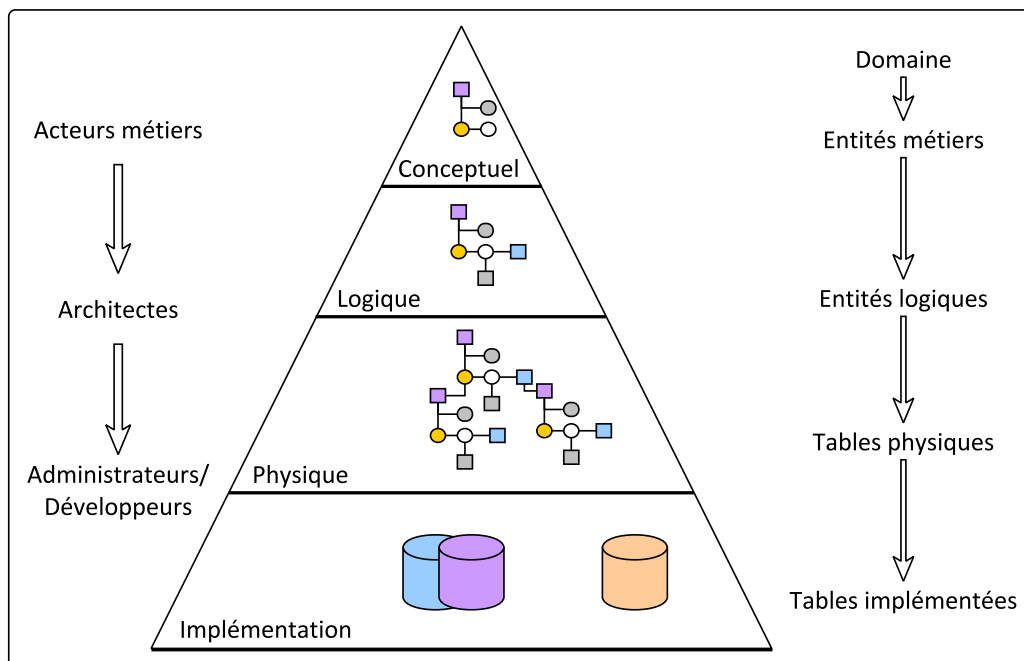 Domaine
Acteurs métiers
Entités métiers
Conceptuel
Logique
Entités logiques
Architectes
Tables physiques
Administrateurs/
Développeurs
Physique
Tables implémentées
Implémentation